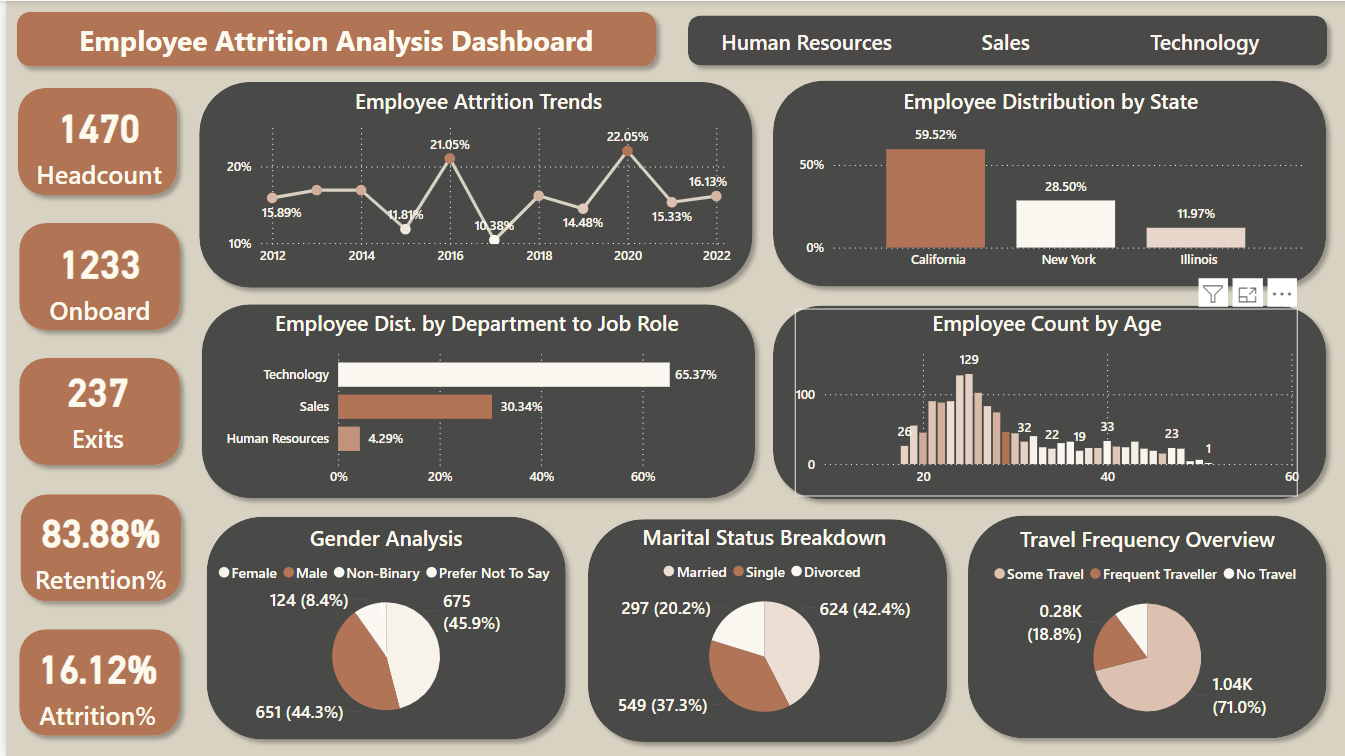 Employee Attrition Analysis Dashboard
Human Resources Sales Technology
1470
Headcount
1233
Onboard
237
Exits
83.88%
Retention%
16.12%
Attrition%
Employee Attrition Trends
20%
10%
15.89%
11.81%
21.05%
10.38%
14.48%
22.05%
15.33%
16.13%
2012 2014 2016 2018 2020 2022
Employee Distribution by State
50%
0%
59.52%
28.50%
11.97%
California New York Illinois
Employee Dist. by Department to Job Role
Technology 65.37%
Sales 30.34%
Human Resources 4.29%
0% 20% 40% 60%
Employee Count by Age
100
0
26 129 32 22 19 33 23 1
20 40 60
Gender Analysis
Female Male Non-Binary Prefer Not To Say
124 (8.4%)
675
(45.9%)
651 (44.3%)
Marital Status Breakdown
Married Single Divorced
297 (20.2%)
624 (42.4%)
549 (37.3%)
Travel Frequency Overview
Some Travel Frequent Traveller No Travel
0.28K
(18.8%)
1.04K
(71.0%)